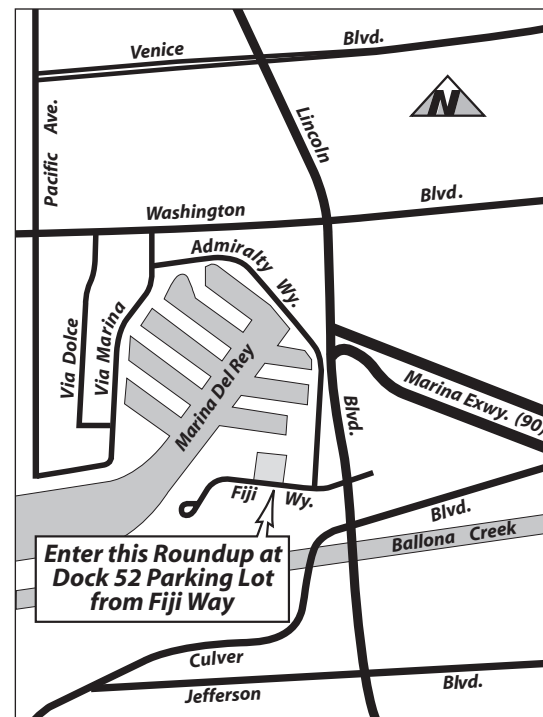 Venice Blvd.
N
Pacific Ave.
Lincoln
Blvd.
Washington Blvd.
Admiralty Wy.
Via Dolce
Via Marina
Marina Del Rey
Marina Exwy. (90)
Fiji Wy.
Blvd.
Ballona Creek
Enter this Roundup at
Dock 52 Parking Lot
from Fiji Way
Culver
Jefferson Blvd.